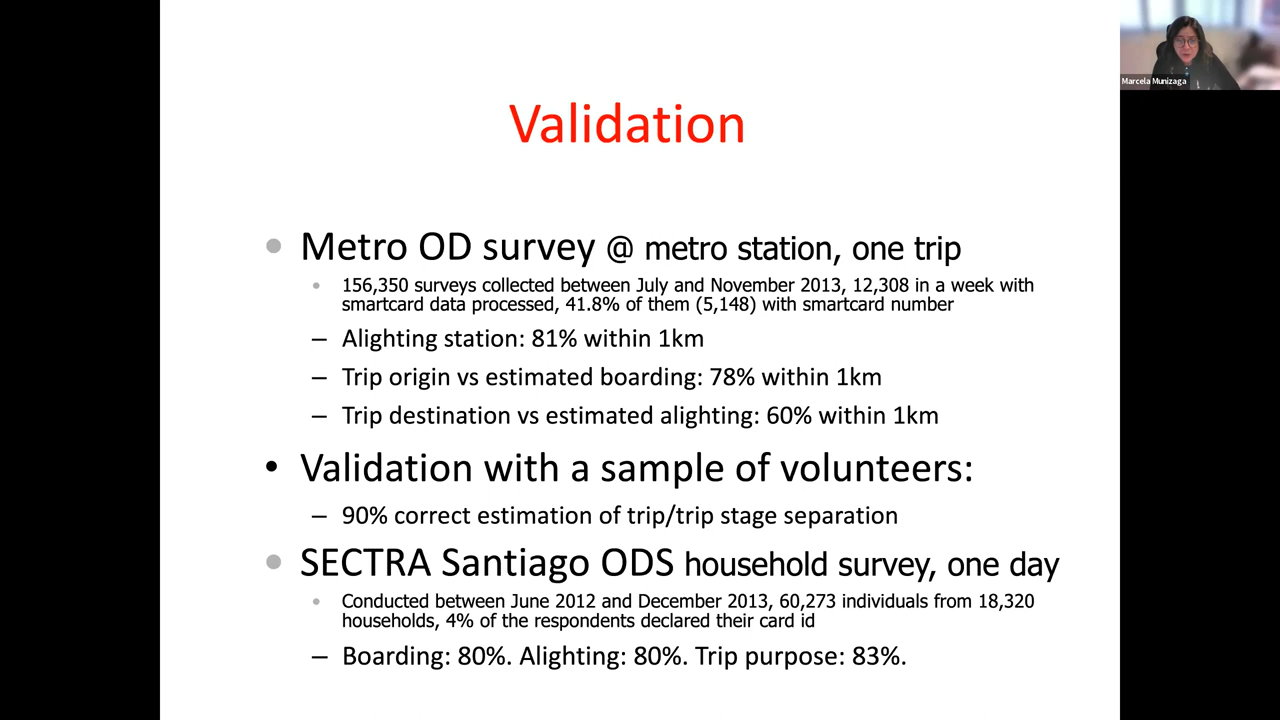 Marcela Munizaga
Validation
• Metro OD survey @ metro station, one trip
• 156,350 surveys collected between July and November 2013, 12,308 in a week with
smartcard data processed, 41.8% of them (5,148) with smartcard number
– Alighting station: 81% within 1km
– Trip origin vs estimated boarding: 78% within 1km
– Trip destination vs estimated alighting: 60% within 1km
• Validation with a sample of volunteers:
– 90% correct estimation of trip/trip stage separation
• SECTRA Santiago ODS household survey, one day
• Conducted between June 2012 and December 2013, 60,273 individuals from 18,320
households, 4% of the respondents declared their card id
– Boarding: 80%. Alighting: 80%. Trip purpose: 83%.